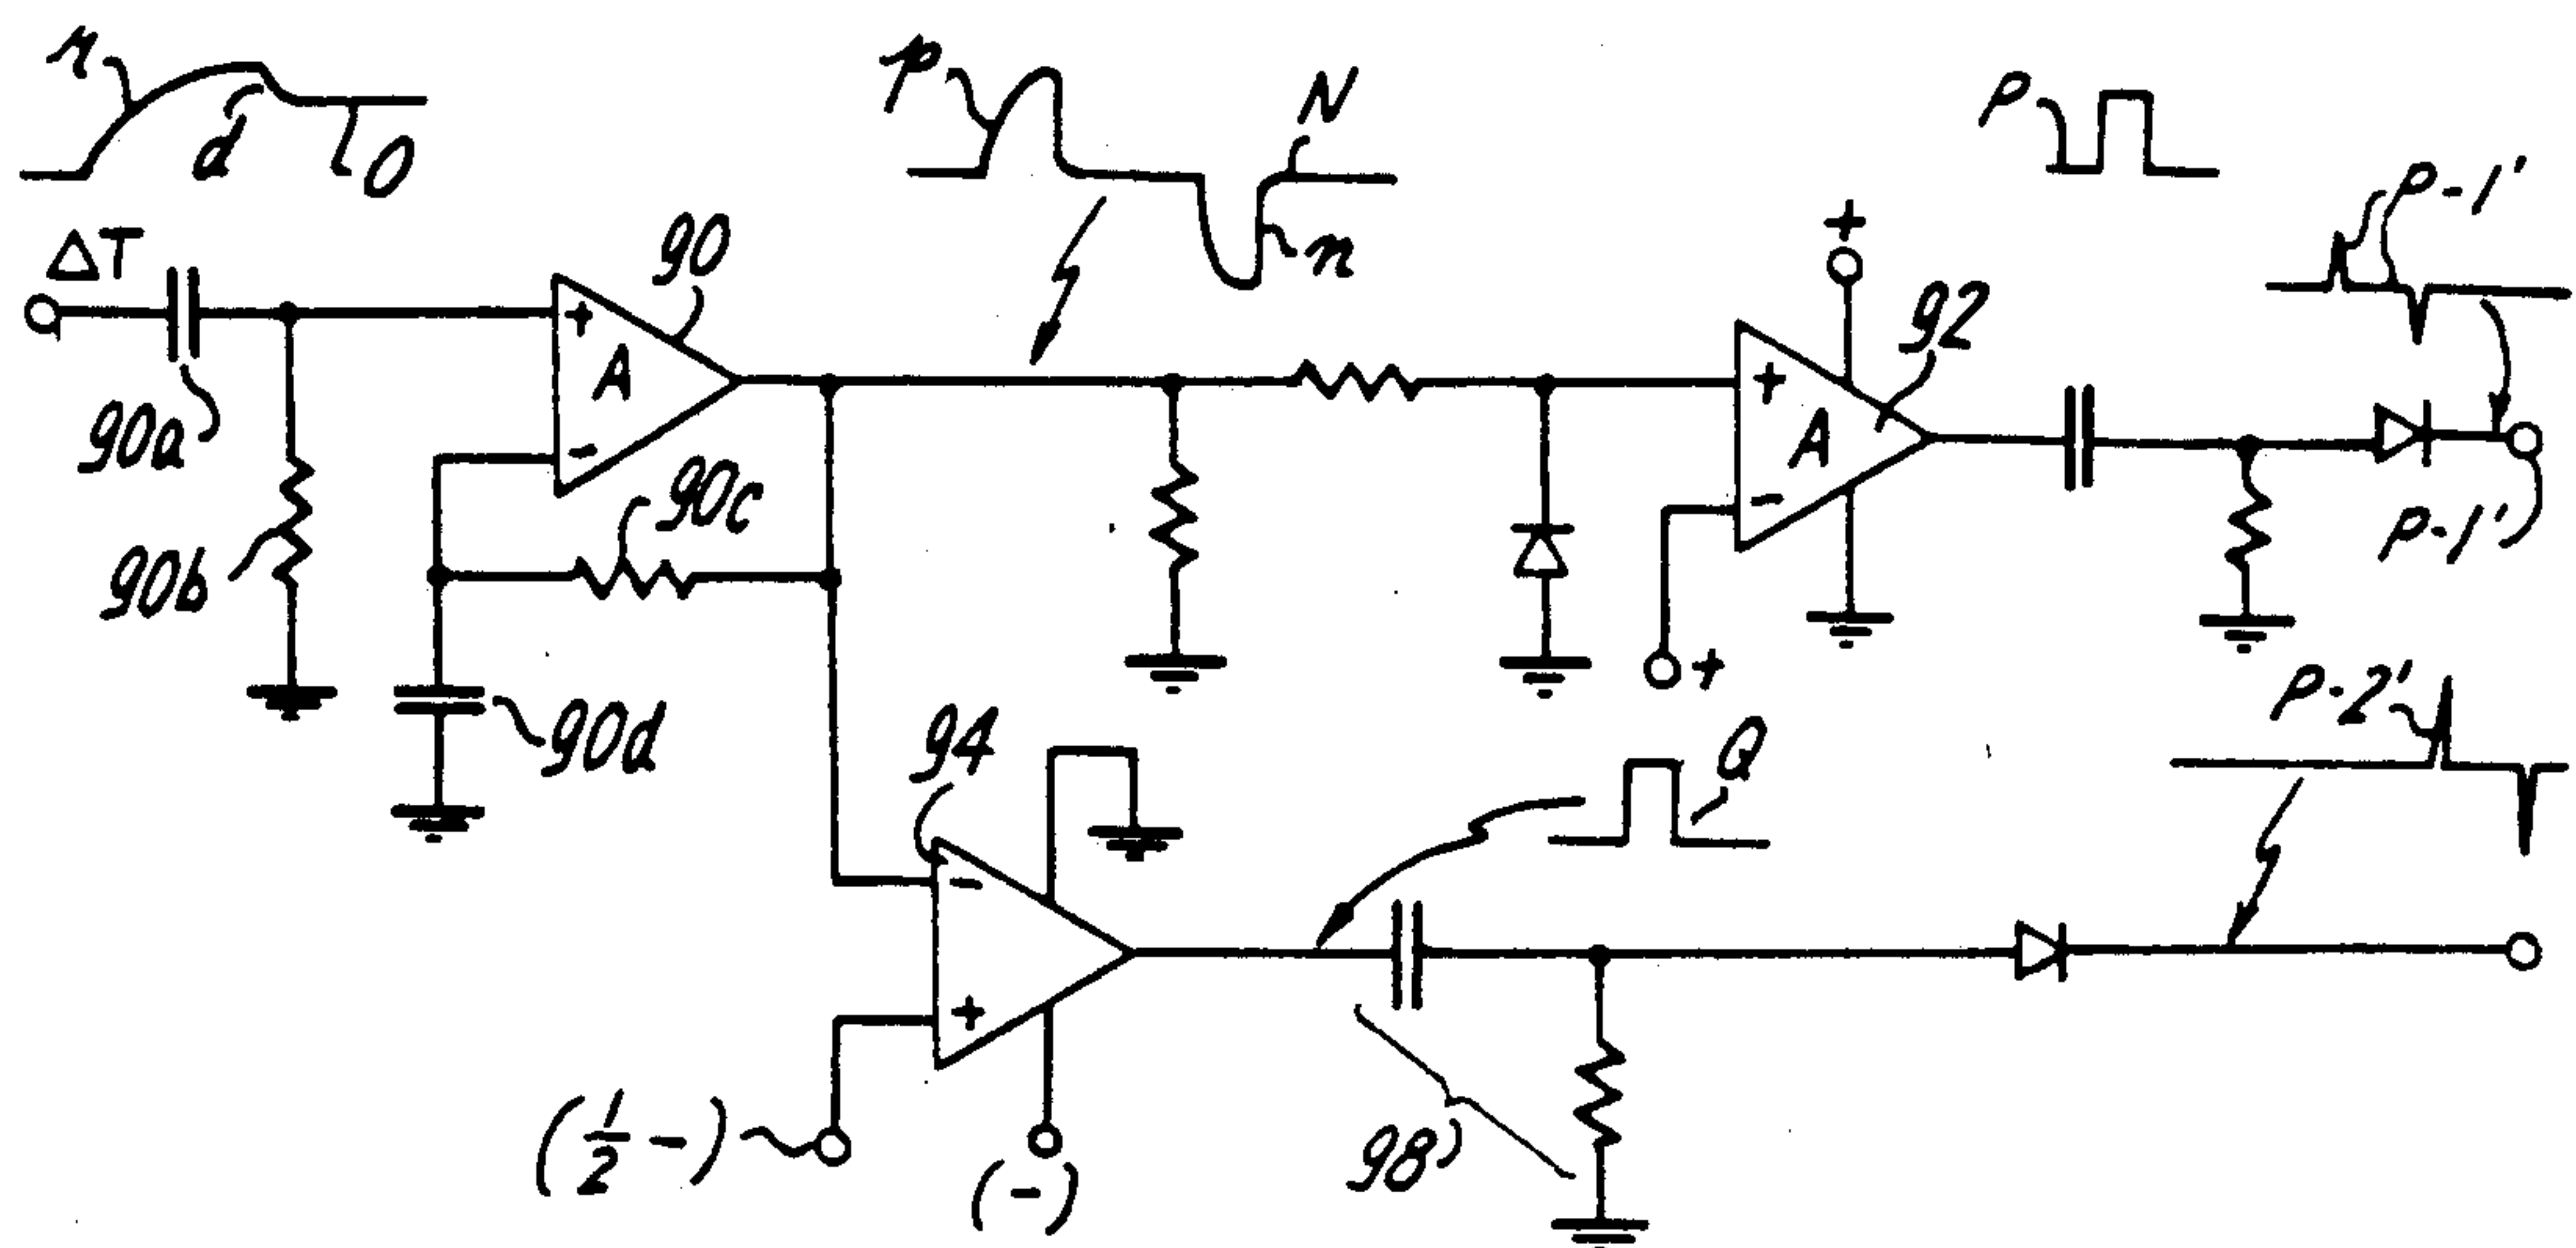 r
d
O
p
N
n
P
P-1'
ΔT
90
90a
+
A
-
90b
90c
90d
+
92
+
A
-
+
P-1'
P-2'
94
Q
-
+
(1/2 -)
(-)
98